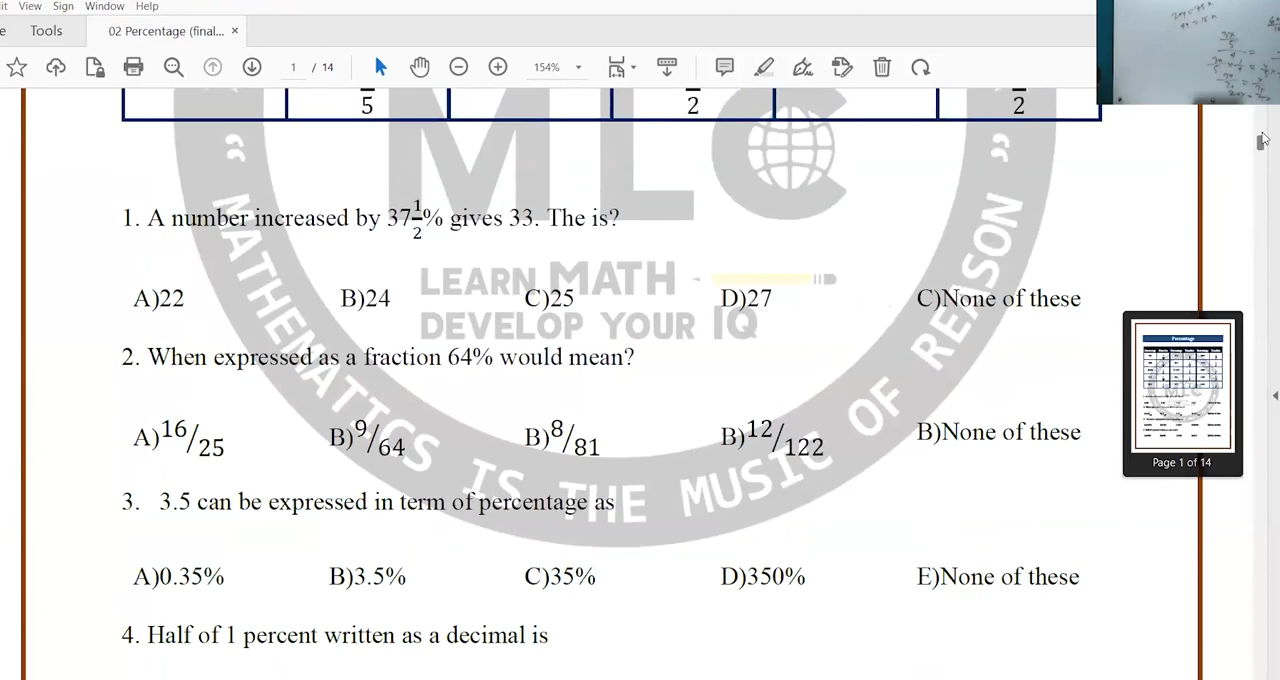 View Sign Window Help
Tools 02 Percentage (final... ×
1 / 14 154%
5 2 2
MLC
1. A number increased by 37 1/2% gives 33. The is?
LEARN MATH
DEVELOP YOUR IQ
A)22 B)24 C)25 D)27 C)None of these
2. When expressed as a fraction 64% would mean?
A)16/25 B)9/64 B)8/81 B)12/122 B)None of these
3. 3.5 can be expressed in term of percentage as
A)0.35% B)3.5% C)35% D)350% E)None of these
4. Half of 1 percent written as a decimal is
“ MATHEMATICS IS THE MUSIC OF REASON ”
Percentage
Page 1 of 14